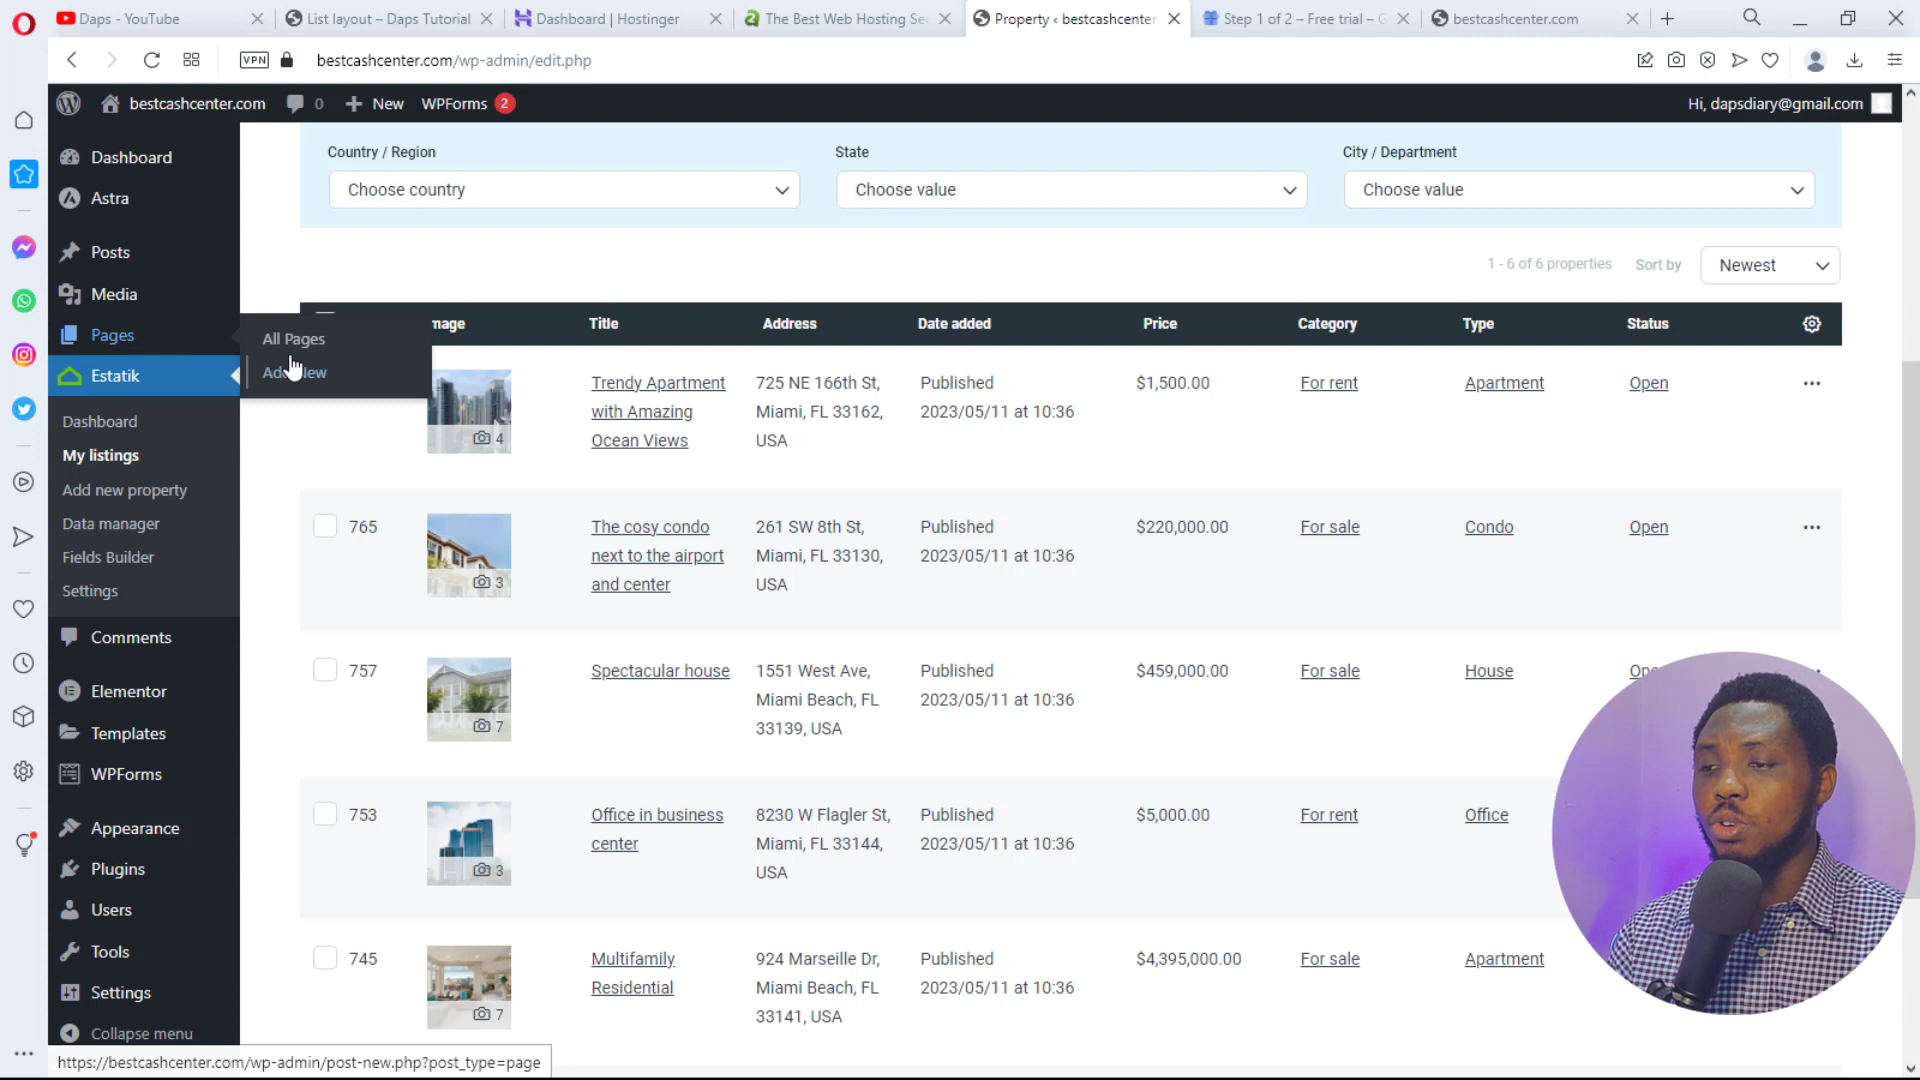 Daps - YouTube
List layout – Daps Tutorial
Dashboard | Hostinger
The Best Web Hosting Se
Property ‹ bestcashcenter
Step 1 of 2 – Free trial – G
bestcashcenter.com
VPN
bestcashcenter.com/wp-admin/edit.php
bestcashcenter.com
0
New
WPForms
2
Hi, dapsdiary@gmail.com
Dashboard
Astra
Posts
Media
Pages
Estatik
Dashboard
My listings
Add new property
Data manager
Fields Builder
Settings
Comments
Elementor
Templates
WPForms
Appearance
Plugins
Users
Tools
Settings
Collapse menu
All Pages
Country / Region
State
City / Department
Choose country
Choose value
Choose value
1 - 6 of 6 properties
Sort by
Newest
Title
Address
Date added
Price
Category
Type
Status
4
Trendy Apartment
with Amazing
Ocean Views
725 NE 166th St,
Miami, FL 33162,
USA
Published
2023/05/11 at 10:36
$1,500.00
For rent
Apartment
Open
765
3
The cosy condo
next to the airport
and center
261 SW 8th St,
Miami, FL 33130,
USA
Published
2023/05/11 at 10:36
$220,000.00
For sale
Condo
Open
757
7
Spectacular house
1551 West Ave,
Miami Beach, FL
33139, USA
Published
2023/05/11 at 10:36
$459,000.00
For sale
House
753
3
Office in business
center
8230 W Flagler St,
Miami, FL 33144,
USA
Published
2023/05/11 at 10:36
$5,000.00
For rent
Office
745
7
Multifamily
Residential
924 Marseille Dr,
Miami Beach, FL
33141, USA
Published
2023/05/11 at 10:36
$4,395,000.00
For sale
Apartment
https://bestcashcenter.com/wp-admin/post-new.php?post_type=page